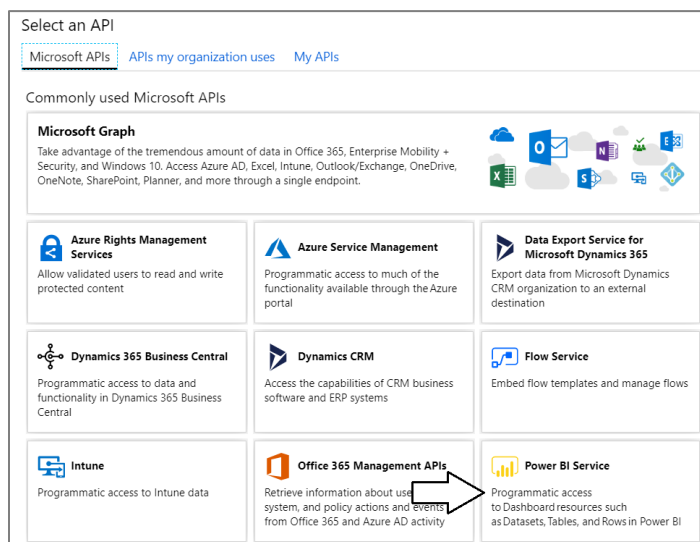 Select an API
Microsoft APIs APIs my organization uses My APIs
Commonly used Microsoft APIs
Microsoft Graph
Take advantage of the tremendous amount of data in Office 365, Enterprise Mobility +
Security, and Windows 10. Access Azure AD, Excel, Intune, Outlook/Exchange, OneDrive,
OneNote, SharePoint, Planner, and more through a single endpoint.
Azure Rights Management
Services
Allow validated users to read and write
protected content
Azure Service Management
Programmatic access to much of the
functionality available through the Azure
portal
Data Export Service for
Microsoft Dynamics 365
Export data from Microsoft Dynamics
CRM organization to an external
destination
Dynamics 365 Business Central
Programmatic access to data and
functionality in Dynamics 365 Business
Central
Dynamics CRM
Access the capabilities of CRM business
software and ERP systems
Flow Service
Embed flow templates and manage flows
Intune
Programmatic access to Intune data
Office 365 Management APIs
Retrieve information about
system, and policy actions and events
from Office 365 and Azure AD activity
Power BI Service
Programmatic access
to Dashboard resources such
as Datasets, Tables, and Rows in Power BI